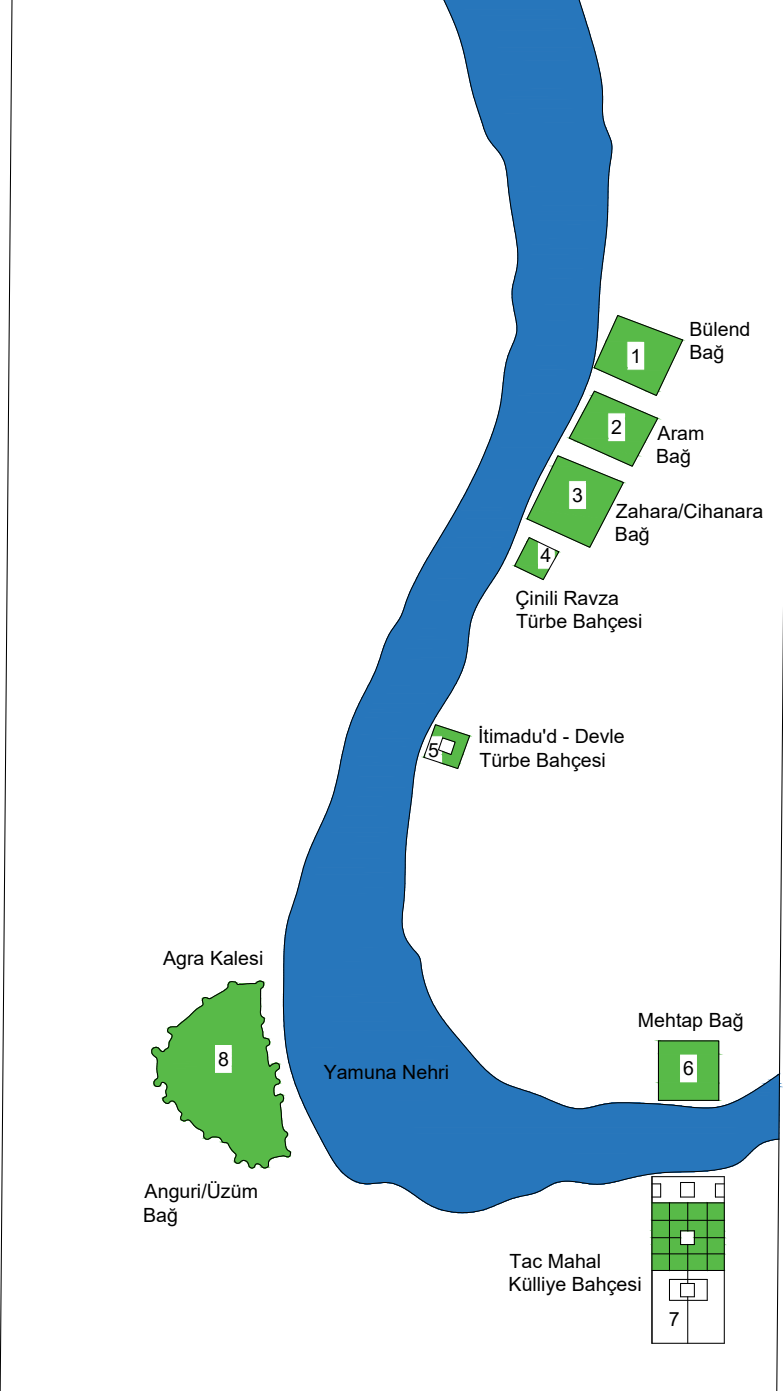 1
Bülend
Bağ
2
Aram
Bağ
3
Zahara/Cihanara
Bağ
4
Çinili Ravza
Türbe Bahçesi
5
İtimadu'd - Devle
Türbe Bahçesi
Agra Kalesi
8
Anguri/Üzüm
Bağ
Yamuna Nehri
Mehtap Bağ
6
Tac Mahal
Külliye Bahçesi
7